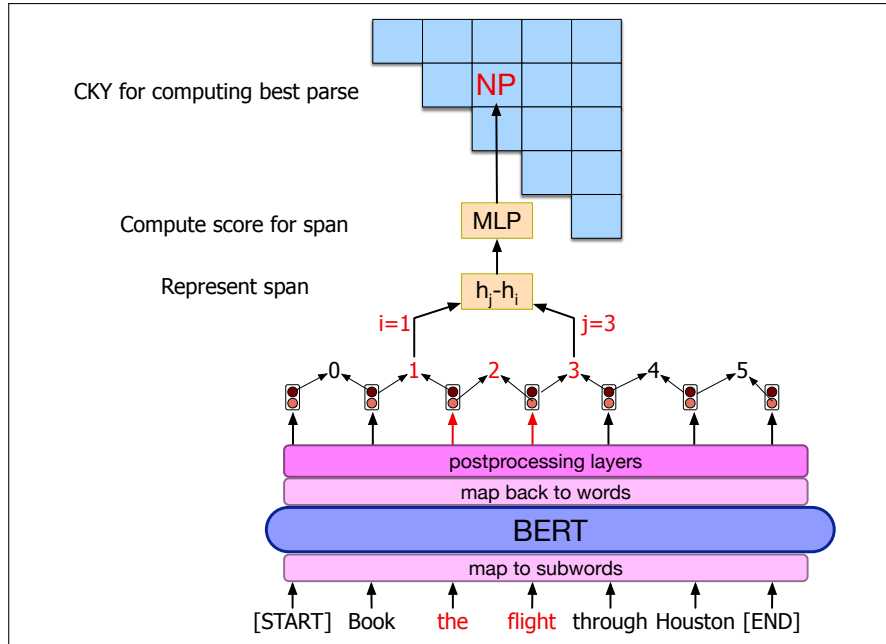 NP
CKY for computing best parse
MLP
Compute score for span
hj-hi
Represent span
i=1 j=3
0 1 2 3 4 5
postprocessing layers
map back to words
BERT
map to subwords
[START] Book the flight through Houston [END]